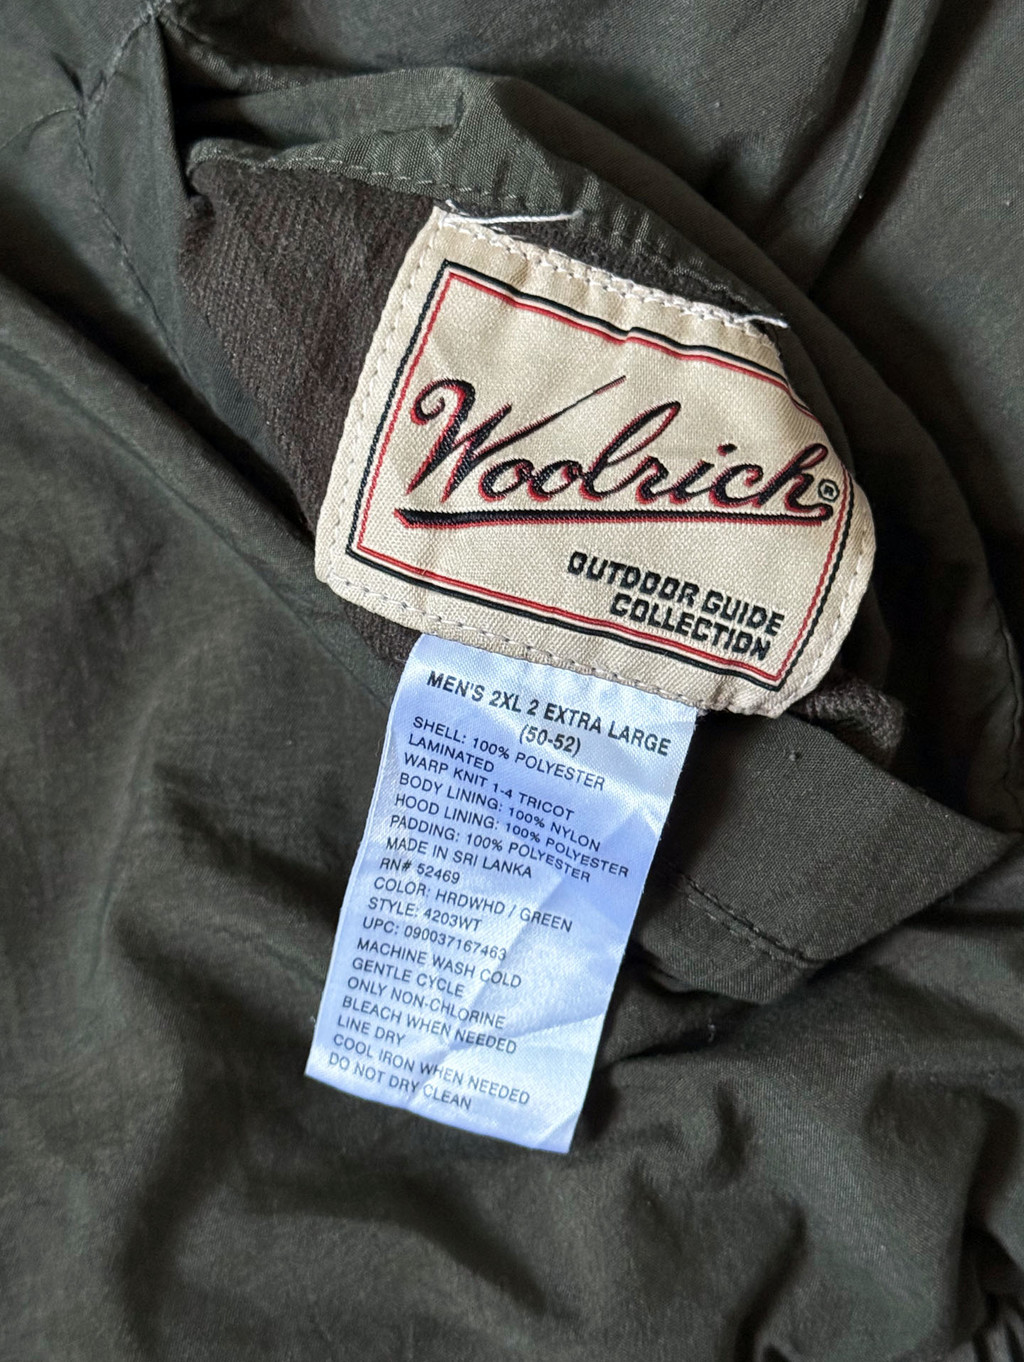 Woolrich®
OUTDOOR GUIDE
COLLECTION
MEN'S 2XL 2 EXTRA LARGE
(50-52)
SHELL: 100% POLYESTER
LAMINATED
WARP KNIT 1-4 TRICOT
BODY LINING: 100% NYLON
HOOD LINING: 100% POLYESTER
PADDING: 100% POLYESTER
MADE IN SRI LANKA
RN# 52469
COLOR: HRDWHD / GREEN
STYLE: 4203WT
UPC: 090037167463
MACHINE WASH COLD
GENTLE CYCLE
ONLY NON-CHLORINE
BLEACH WHEN NEEDED
LINE DRY
COOL IRON WHEN NEEDED
DO NOT DRY CLEAN